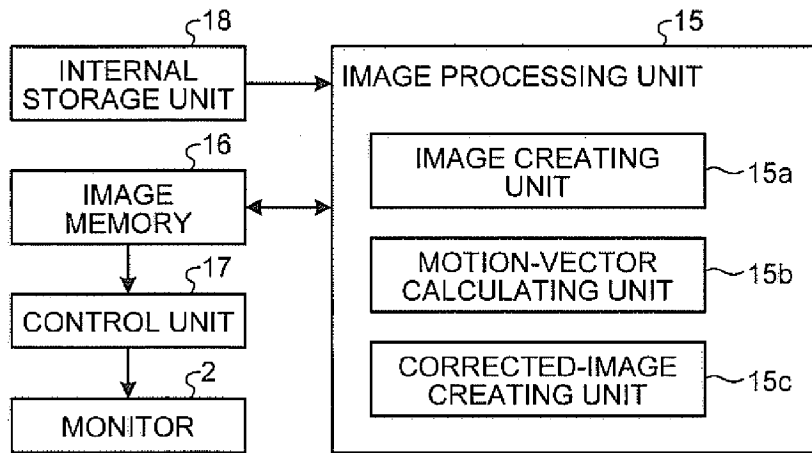 18
INTERNAL
STORAGE UNIT
16
IMAGE
MEMORY
17
CONTROL UNIT
2
MONITOR
15
IMAGE PROCESSING UNIT
IMAGE CREATING
UNIT
15a
MOTION-VECTOR
CALCULATING UNIT
15b
CORRECTED-IMAGE
CREATING UNIT
15c